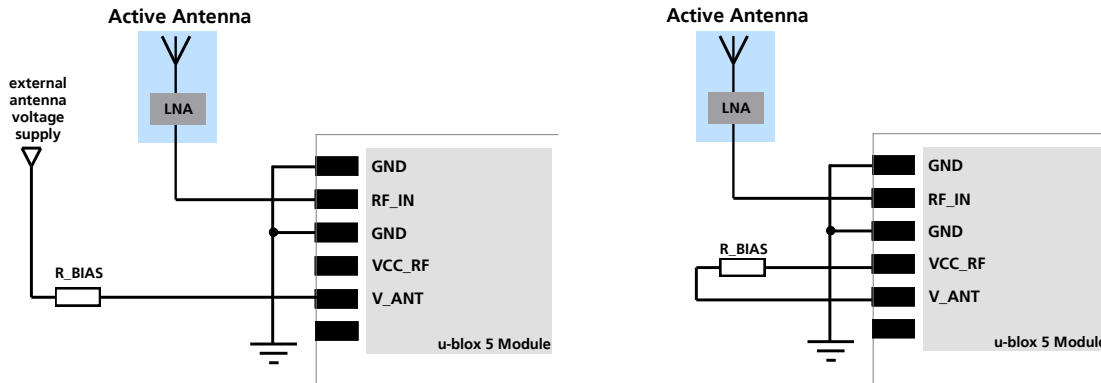 Active Antenna
external
antenna
voltage
supply
LNA
GND
RF_IN
GND
VCC_RF
R_BIAS
V_ANT
u-blox 5 Module
Active Antenna
LNA
GND
RF_IN
GND
R_BIAS
VCC_RF
V_ANT
u-blox 5 Module